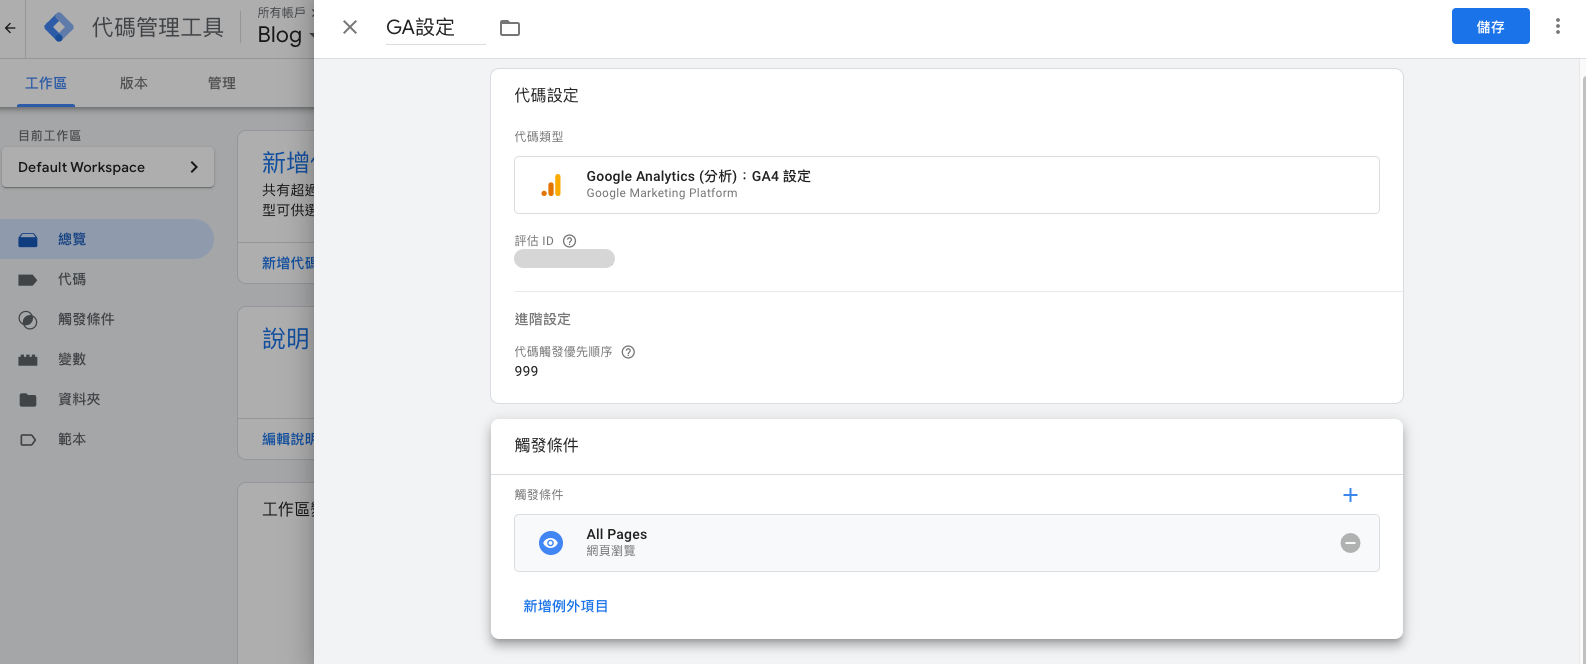 代碼管理工具
所有帳戶
Blog
GA設定
儲存
工作區
版本
管理
目前工作區
Default Workspace
總覽
代碼
觸發條件
變數
資料夾
範本
新增
共有超過
型可供選
新增代碼
說明
編輯說明
工作區
代碼設定
代碼類型
Google Analytics (分析)：GA4 設定
Google Marketing Platform
評估 ID
進階設定
代碼觸發優先順序
999
觸發條件
觸發條件
All Pages
網頁瀏覽
新增例外項目